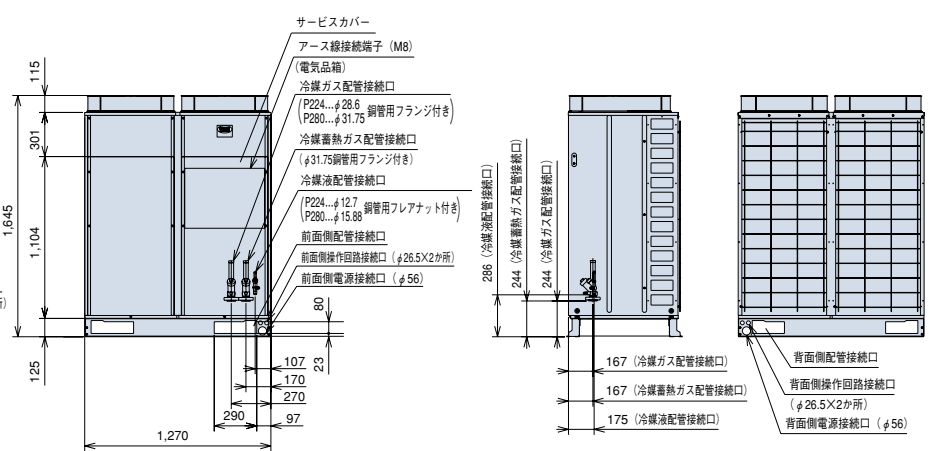 サービスカバー
アース線接続端子（M8）
（電気品箱）
冷媒ガス配管接続口
（P224...φ28.6
P280...φ31.75 銅管用フランジ付き）
冷媒蓄熱ガス配管接続口
（φ31.75銅管用フランジ付き）
冷媒液配管接続口
（P224...φ12.7
P280...φ15.88 銅管用フレアナット付き）
前面側配管接続口
前面側操作回路接続口（φ26.5×2か所）
前面側電源接続口（φ56）
115
301
1,645
1,104
125
所）
80
23
107
170
270
290
97
1,270
286（冷媒液配管接続口）
244（冷媒蓄熱ガス配管接続口）
244（冷媒ガス配管接続口）
167（冷媒ガス配管接続口）
167（冷媒蓄熱ガス配管接続口）
175（冷媒液配管接続口）
背面側配管接続口
背面側操作回路接続口
（φ26.5×2か所）
背面側電源接続口（φ56）